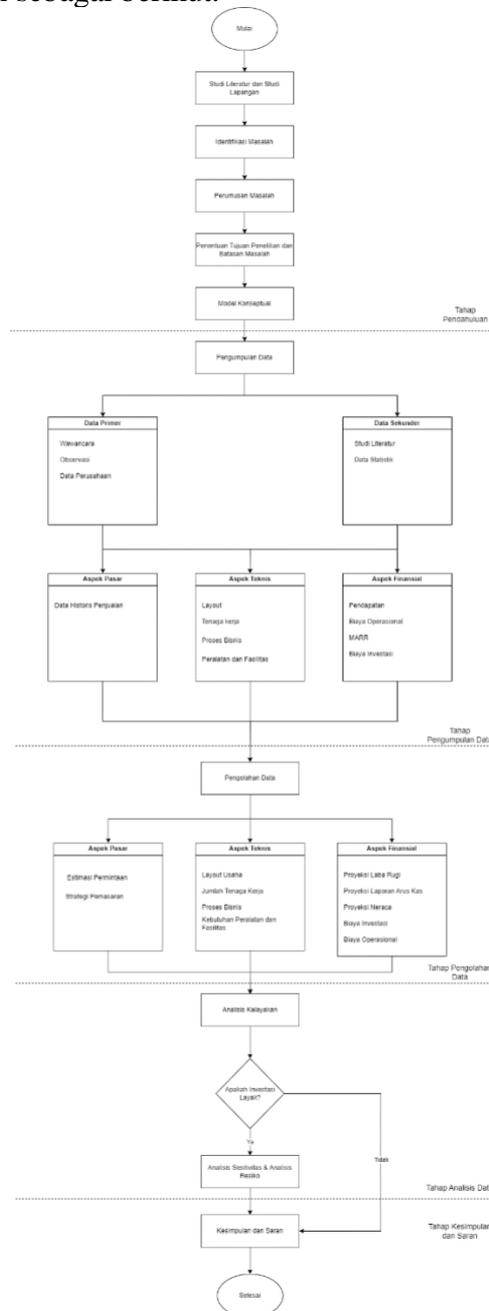 sebagai berikut.
Mulai
Studi Literatur dan Studi
Lapangan
Identifikasi Masalah
Perumusan Masalah
Penentuan Tujuan Penelitian dan
Batasan Masalah
Model Konseptual
Tahap
Pendahuluan
Pengumpulan Data
Data Primer
Wawancara
Observasi
Data Perusahaan
Data Sekunder
Studi Literatur
Data Statistik
Aspek Pasar
Data Historis Penjualan
Aspek Teknis
Layout
Tenaga kerja
Proses Bisnis
Peralatan dan Fasilitas
Aspek Finansial
Pendapatan
Biaya Operasional
MARR
Biaya Investasi
Tahap
Pengumpulan Data
Pengolahan Data
Aspek Pasar
Estimasi Permintaan
Strategi Pemasaran
Aspek Teknis
Layout Usaha
Jumlah Tenaga Kerja
Proses Bisnis
Kebutuhan Peralatan dan
Fasilitas
Aspek Finansial
Proyeksi Laba Rugi
Proyeksi Laporan Arus Kas
Proyeksi Neraca
Biaya Investasi
Biaya Operasional
Tahap Pengolahan
Data
Analisis Kelayakan
Apakah Investasi
Layak?
Ya
Tidak
Analisis Sesitivitas & Analisis
Resiko
Tahap Analisis Data
Kesimpulan dan Saran
Tahap Kesimpulan
dan Saran
Selesai